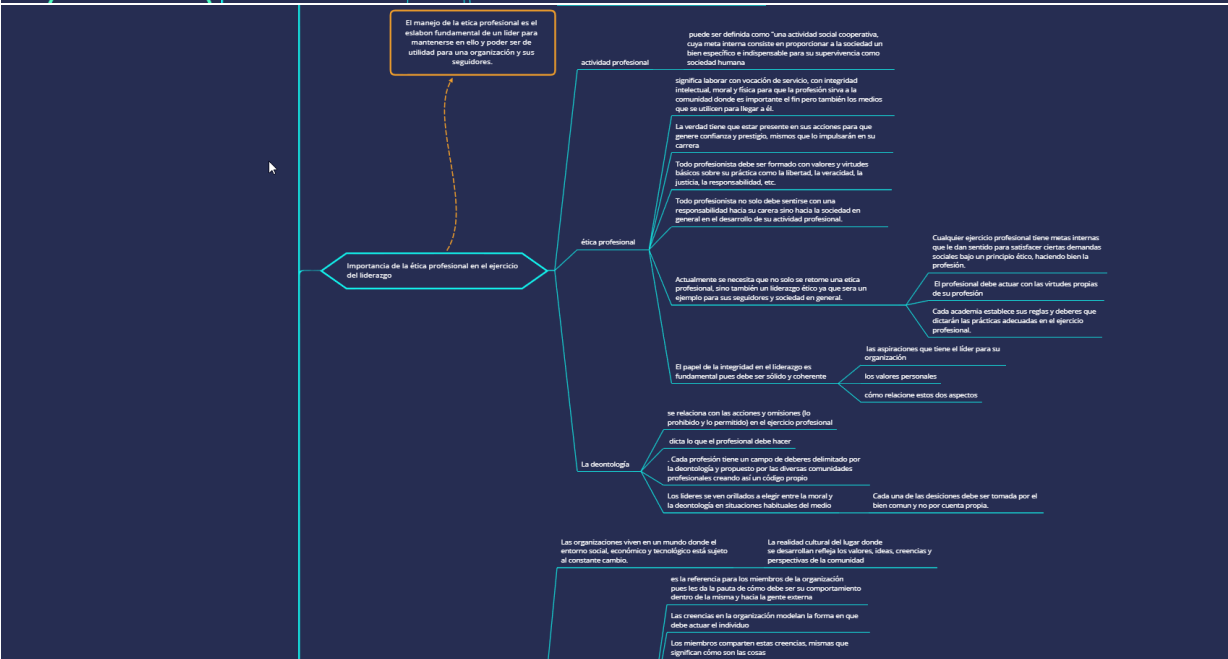 El manejo de la etica profesional es el
eslabon fundamental de un lider para
mantenerse en ello y poder ser de
utilidad para una organización y sus
seguidores.
actividad profesional
puede ser definida como "una actividad social cooperativa,
cuya meta interna consiste en proporcionar a la sociedad un
bien específico e indispensable para su supervivencia como
sociedad humana
significa laborar con vocación de servicio, con integridad
intelectual, moral y física para que la profesión sirva a la
comunidad donde es importante el fin pero también los medios
que se utilicen para llegar a él.
La verdad tiene que estar presente en sus acciones para que
genere confianza y prestigio, mismos que lo impulsarán en su
carrera
Todo profesionista debe ser formado con valores y virtudes
básicos sobre su práctica como la libertad, la veracidad, la
justicia, la responsabilidad, etc.
Todo profesionista no solo debe sentirse con una
responsabilidad hacia su carera sino hacia la sociedad en
general en el desarrollo de su actividad profesional.
ética profesional
Importancia de la ética profesional en el ejercicio
del liderazgo
Actualmente se necesita que no solo se retome una etica
profesional, sino también un liderazgo ético ya que sera un
ejemplo para sus seguidores y sociedad en general.
Cualquier ejercicio profesional tiene metas internas
que le dan sentido para satisfacer ciertas demandas
sociales bajo un principio ético, haciendo bien la
profesión.
El profesional debe actuar con las virtudes propias
de su profesión
Cada academia establece sus reglas y deberes que
dictarán las prácticas adecuadas en el ejercicio
profesional.
El papel de la integridad en el liderazgo es
fundamental pues debe ser sólido y coherente
las aspiraciones que tiene el líder para su
organización
los valores personales
cómo relacione estos dos aspectos
La deontología
se relaciona con las acciones y omisiones (lo
prohibido y lo permitido) en el ejercicio profesional
dicta lo que el profesional debe hacer
. Cada profesión tiene un campo de deberes delimitado por
la deontología y propuesto por las diversas comunidades
profesionales creando así un código propio
Los lideres se ven orillados a elegir entre la moral y
la deontología en situaciones habituales del medio
Cada una de las desiciones debe ser tomada por el
bien comun y no por cuenta propia.
Las organizaciones viven en un mundo donde el
entorno social, económico y tecnológico está sujeto
al constante cambio.
La realidad cultural del lugar donde
se desarrollan refleja los valores, ideas, creencias y
perspectivas de la comunidad
es la referencia para los miembros de la organización
pues les da la pauta de cómo debe ser su comportamiento
dentro de la misma y hacia la gente externa
Las creencias en la organización modelan la forma en que
debe actuar el individuo
Los miembros comparten estas creencias, mismas que
significan cómo son las cosas